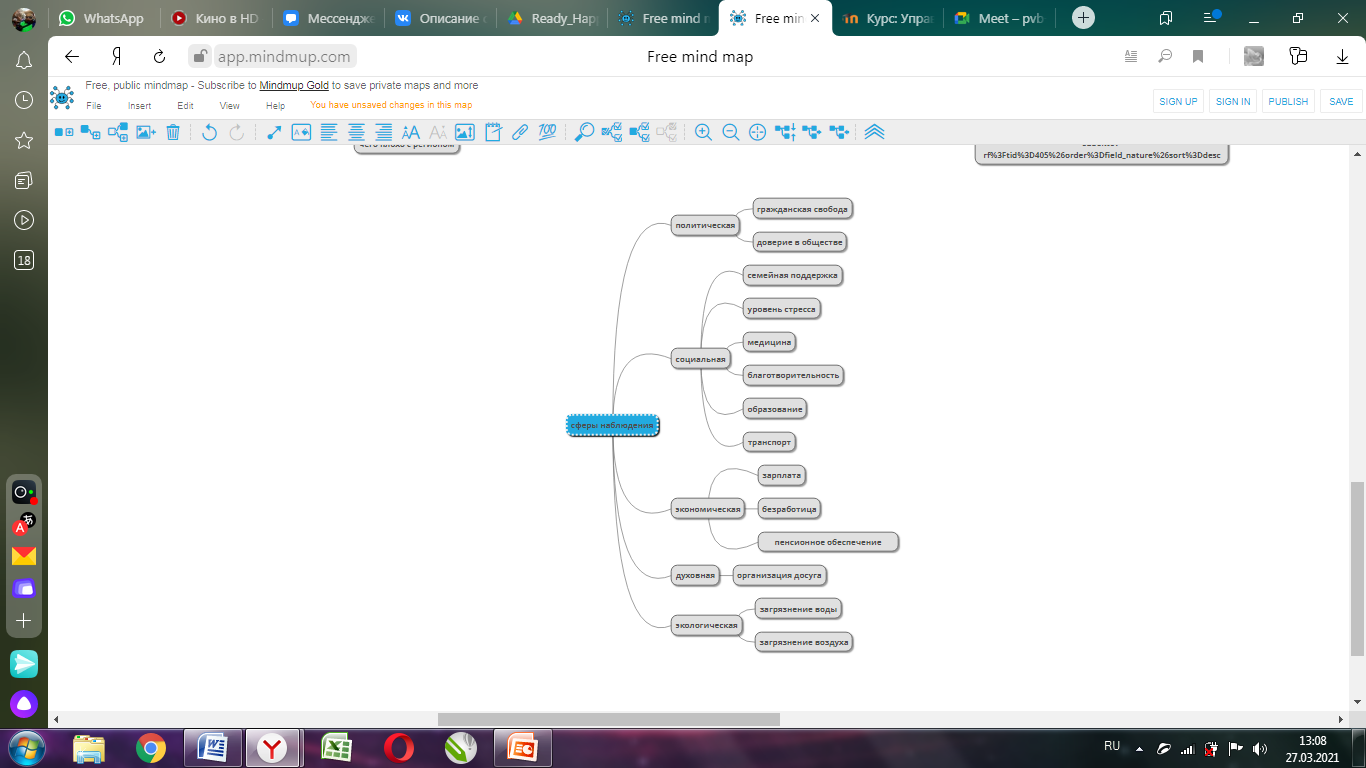 WhatsApp
Кино в HD
Мессендже
Описание
Ready_Hap
Free mind
Free min
Курс: Упра
Meet – pvb
app.mindmup.com
Free mind map
Free, public mindmap - Subscribe to Mindmup Gold to save private maps and more
File Insert Edit View Help You have unsaved changes in this map
SIGN UP SIGN IN PUBLISH SAVE
rf%3Ftid%3D405%26order%3Dfield_nature%26sort%3Ddesc
18
гражданская свобода
политическая
доверие в обществе
семейная поддержка
уровень стресса
медицина
социальная
благотворительность
образование
сферы наблюдения
транспорт
зарплата
экономическая
безработица
пенсионное обеспечение
духовная
организация досуга
загрязнение воды
экологическая
загрязнение воздуха
RU
13:08
27.03.2021